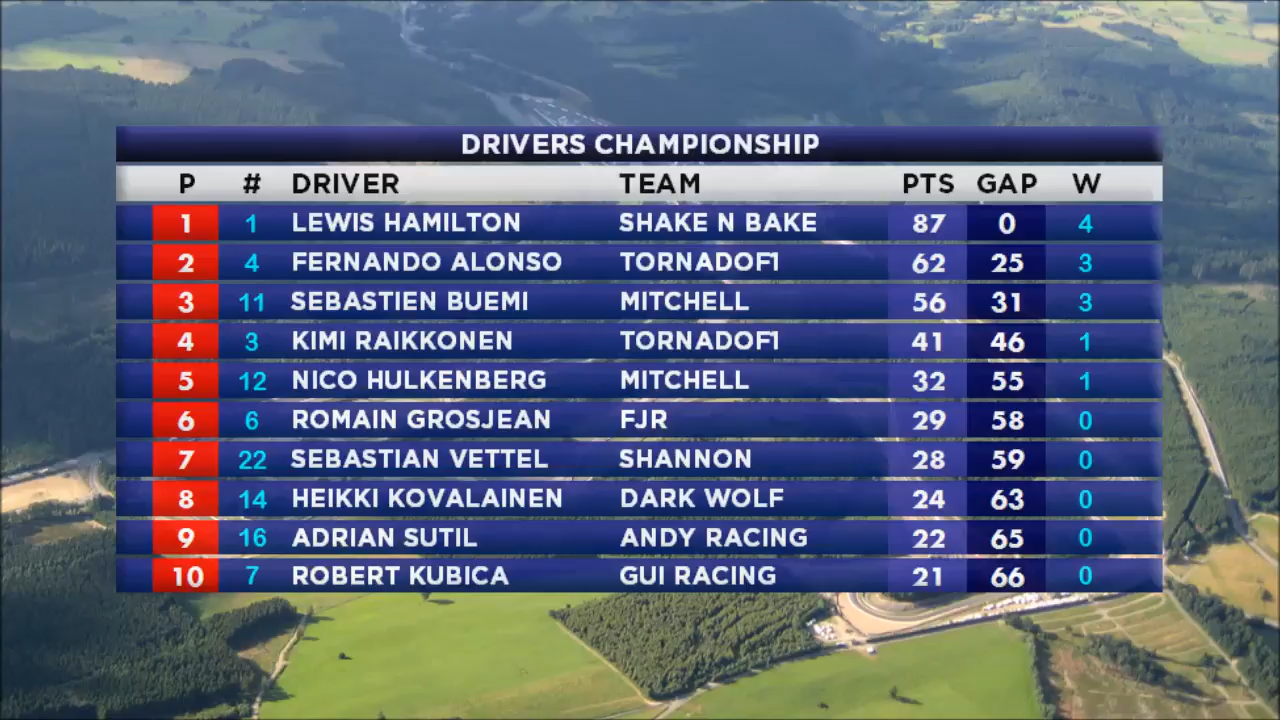 DRIVERS CHAMPIONSHIP
P # DRIVER TEAM PTS GAP W
1 1 LEWIS HAMILTON SHAKE N BAKE 87 0 4
2 4 FERNANDO ALONSO TORNADOF1 62 25 3
3 11 SEBASTIEN BUEMI MITCHELL 56 31 3
4 3 KIMI RAIKKONEN TORNADOF1 41 46 1
5 12 NICO HULKENBERG MITCHELL 32 55 1
6 6 ROMAIN GROSJEAN FJR 29 58 0
7 22 SEBASTIAN VETTEL SHANNON 28 59 0
8 14 HEIKKI KOVALAINEN DARK WOLF 24 63 0
9 16 ADRIAN SUTIL ANDY RACING 22 65 0
10 7 ROBERT KUBICA GUI RACING 21 66 0